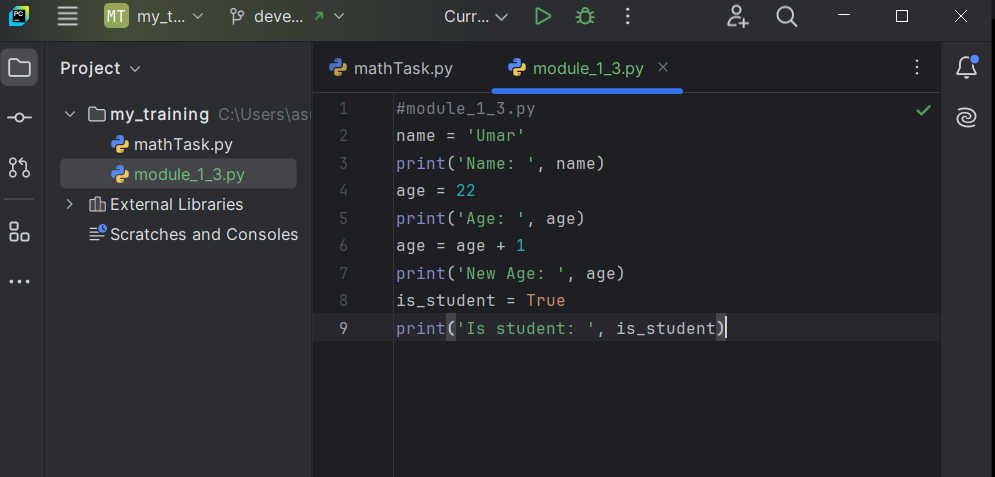 PC
MT my_t... deve... Curr...
Project
mathTask.py module_1_3.py
my_training C:\Users\ası
mathTask.py
module_1_3.py
External Libraries
Scratches and Consoles
1 #module_1_3.py
2 name = 'Umar'
3 print('Name: ', name)
4 age = 22
5 print('Age: ', age)
6 age = age + 1
7 print('New Age: ', age)
8 is_student = True
9 print('Is student: ', is_student)